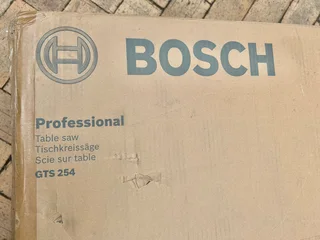 BOSCH
Professional
Table saw
Tischkreissäge
Scie sur table
GTS 254